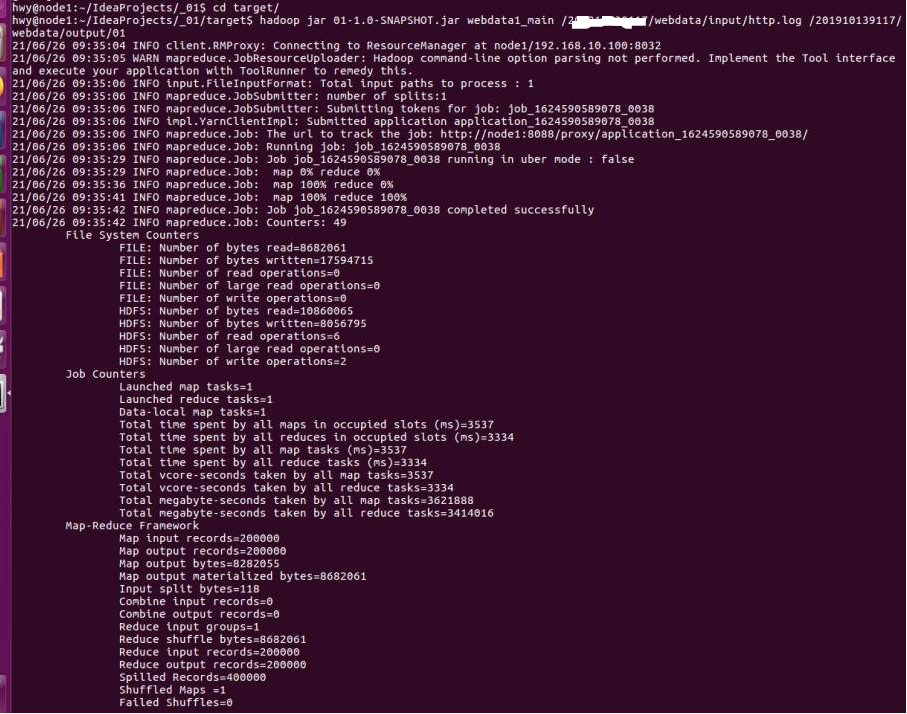 hwy@node1:~/IdeaProjects/_01$ cd target/
hwy@node1:~/IdeaProjects/_01/target$ hadoop jar 01-1.0-SNAPSHOT.jar webdata1_main /webdata/input/http.log /201910139117/
webdata/output/01
21/06/26 09:35:04 INFO client.RMProxy: Connecting to ResourceManager at node1/192.168.10.100:8032
21/06/26 09:35:05 WARN mapreduce.JobResourceUploader: Hadoop command-line option parsing not performed. Implement the Tool interface
and execute your application with ToolRunner to remedy this.
21/06/26 09:35:06 INFO input.FileInputFormat: Total input paths to process : 1
21/06/26 09:35:06 INFO mapreduce.JobSubmitter: number of splits:1
21/06/26 09:35:06 INFO mapreduce.JobSubmitter: Submitting tokens for job: job_1624590589078_0038
21/06/26 09:35:06 INFO impl.YarnClientImpl: Submitted application application_1624590589078_0038
21/06/26 09:35:06 INFO mapreduce.Job: The url to track the job: http://node1:8088/proxy/application_1624590589078_0038/
21/06/26 09:35:06 INFO mapreduce.Job: Running job: job_1624590589078_0038
21/06/26 09:35:29 INFO mapreduce.Job: Job job_1624590589078_0038 running in uber mode : false
21/06/26 09:35:29 INFO mapreduce.Job:  map 0% reduce 0%
21/06/26 09:35:36 INFO mapreduce.Job:  map 100% reduce 0%
21/06/26 09:35:41 INFO mapreduce.Job:  map 100% reduce 100%
21/06/26 09:35:42 INFO mapreduce.Job: Job job_1624590589078_0038 completed successfully
21/06/26 09:35:42 INFO mapreduce.Job: Counters: 49
File System Counters
FILE: Number of bytes read=8682061
FILE: Number of bytes written=17594715
FILE: Number of read operations=0
FILE: Number of large read operations=0
FILE: Number of write operations=0
HDFS: Number of bytes read=10860065
HDFS: Number of bytes written=8056795
HDFS: Number of read operations=6
HDFS: Number of large read operations=0
HDFS: Number of write operations=2
Job Counters
Launched map tasks=1
Launched reduce tasks=1
Data-local map tasks=1
Total time spent by all maps in occupied slots (ms)=3537
Total time spent by all reduces in occupied slots (ms)=3334
Total time spent by all map tasks (ms)=3537
Total time spent by all reduce tasks (ms)=3334
Total vcore-seconds taken by all map tasks=3537
Total vcore-seconds taken by all reduce tasks=3334
Total megabyte-seconds taken by all map tasks=3621888
Total megabyte-seconds taken by all reduce tasks=3414016
Map-Reduce Framework
Map input records=200000
Map output records=200000
Map output bytes=8282055
Map output materialized bytes=8682061
Input split bytes=118
Combine input records=0
Combine output records=0
Reduce input groups=1
Reduce shuffle bytes=8682061
Reduce input records=200000
Reduce output records=200000
Spilled Records=400000
Shuffled Maps =1
Failed Shuffles=0